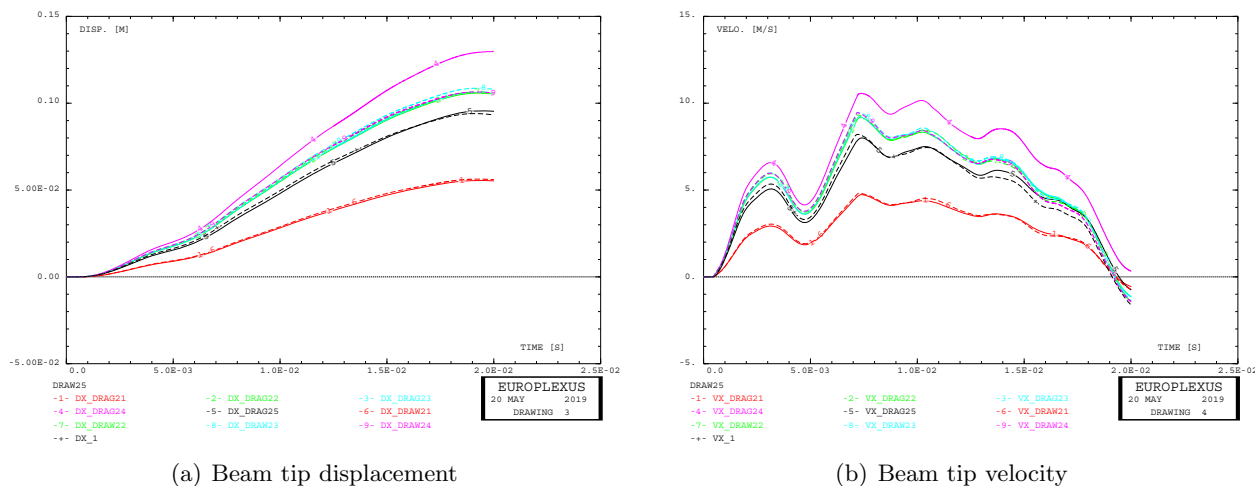 DISP. [M]
0.15
0.10
5.00E-02
0.00
-5.00E-02
TIME [S]
0.0 5.0E-03 1.0E-02 1.5E-02 2.0E-02 2.5E-02
DRAW25
-1- DX_DRAG21 -2- DX_DRAG22 -3- DX_DRAG23
-4- DX_DRAG24 -5- DX_DRAG25 -6- DX_DRAW21
-7- DX_DRAW22 -8- DX_DRAW23 -9- DX_DRAW24
-+- DX_1
EUROPLEXUS
20 MAY 2019
DRAWING 3
(a) Beam tip displacement
VELO. [M/S]
15.
10.
5.
0.
-5.
TIME [S]
0.0 5.0E-03 1.0E-02 1.5E-02 2.0E-02 2.5E-02
DRAW25
-1- VX_DRAG21 -2- VX_DRAG22 -3- VX_DRAG23
-4- VX_DRAG24 -5- VX_DRAG25 -6- VX_DRAW21
-7- VX_DRAW22 -8- VX_DRAW23 -9- VX_DRAW24
-+- VX_1
EUROPLEXUS
20 MAY 2019
DRAWING 4
(b) Beam tip velocity